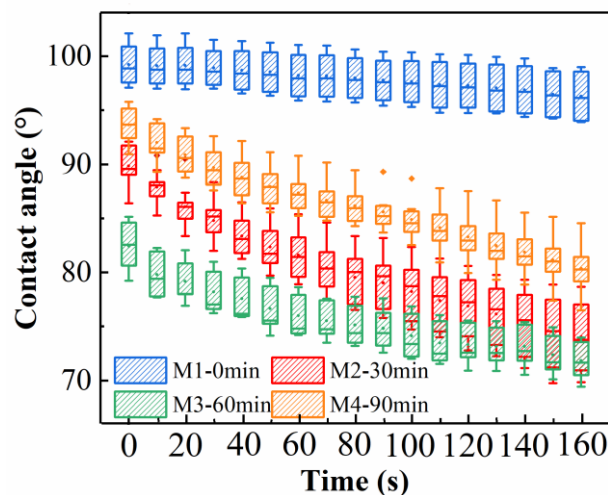 100
90
80
70
Contact angle (°)
M1-0min M2-30min
M3-60min M4-90min
0 20 40 60 80 100 120 140 160
Time (s)